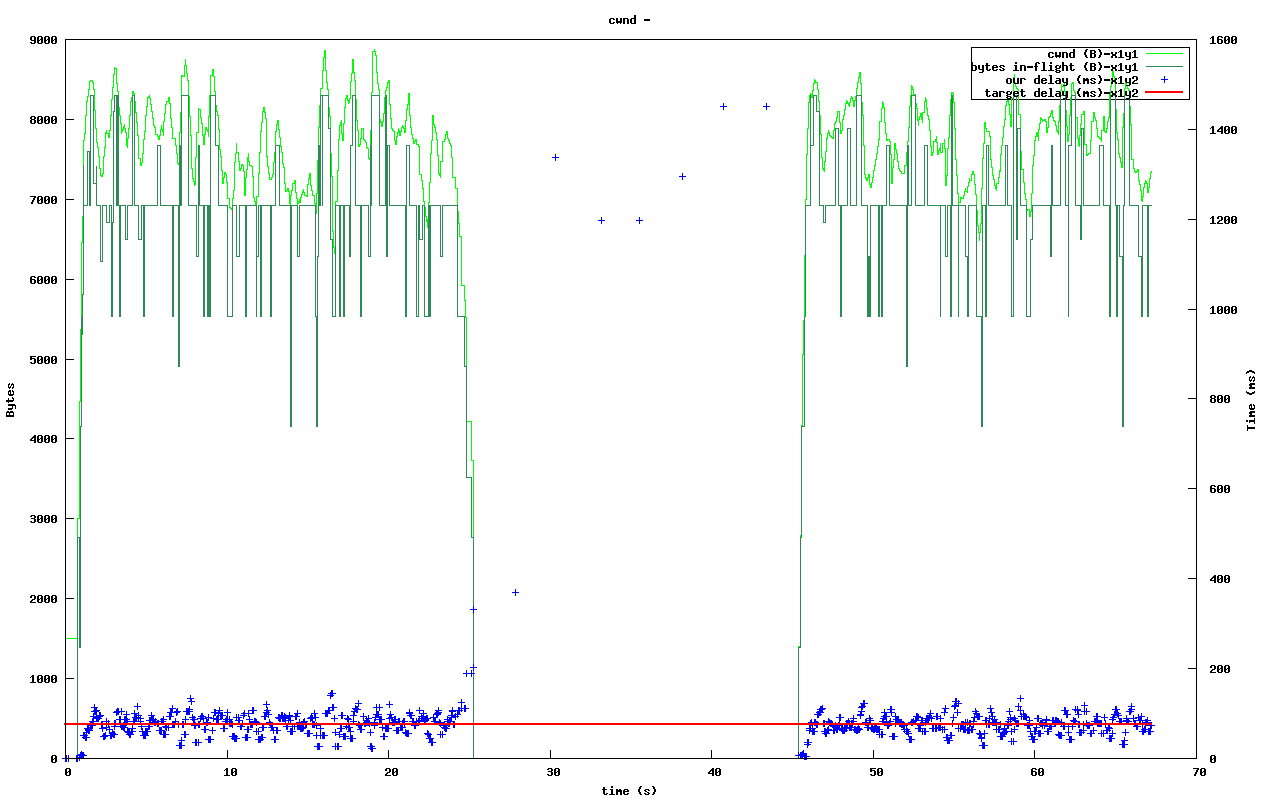 cwnd -
9000
8000
7000
6000
5000
4000
3000
2000
1000
0
Bytes
1600
1400
1200
1000
800
600
400
200
0
Time (ms)
cwnd (B)-x1y1
bytes in-flight (B)-x1y1
our delay (ms)-x1y2
target delay (ms)-x1y2
0 10 20 30 40 50 60 70
time (s)